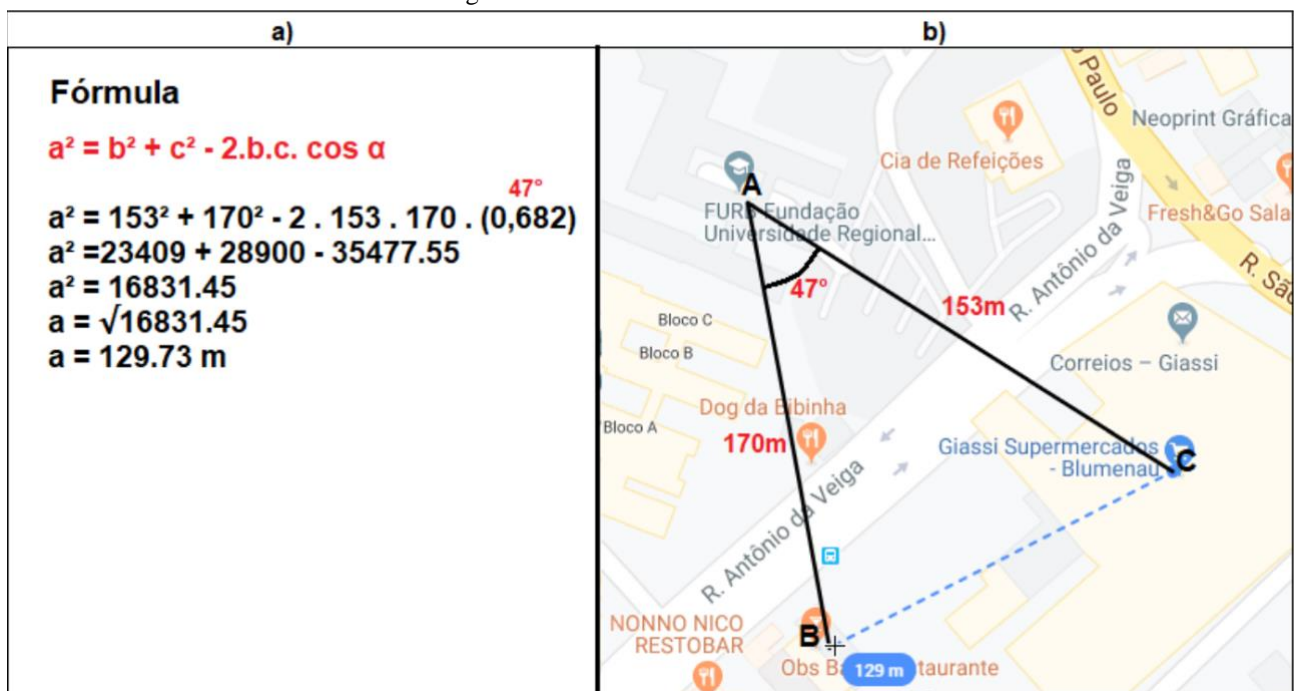 a)
b)
Fórmula
a² = b² + c² - 2.b.c. cos α
47°
a² = 153² + 170² - 2 . 153 . 170 . (0,682)
a² =23409 + 28900 - 35477.55
a² = 16831.45
a = √16831.45
a = 129.73 m
Paulo
Neoprint Gráfica
Cia de Refeições
A
FURB Fundação
Universidade Regional...
R. Antônio da Veiga
Fresh&Go Sala
R. São
47°
153m
Bloco C
Bloco B
Correios – Giassi
Dog da Bibinha
Bloco A
170m
Giassi Supermercados
- Blumenau
C
R. Antônio da Veiga
NONNO NICO
RESTOBAR
B
Obs
129 m
taurante